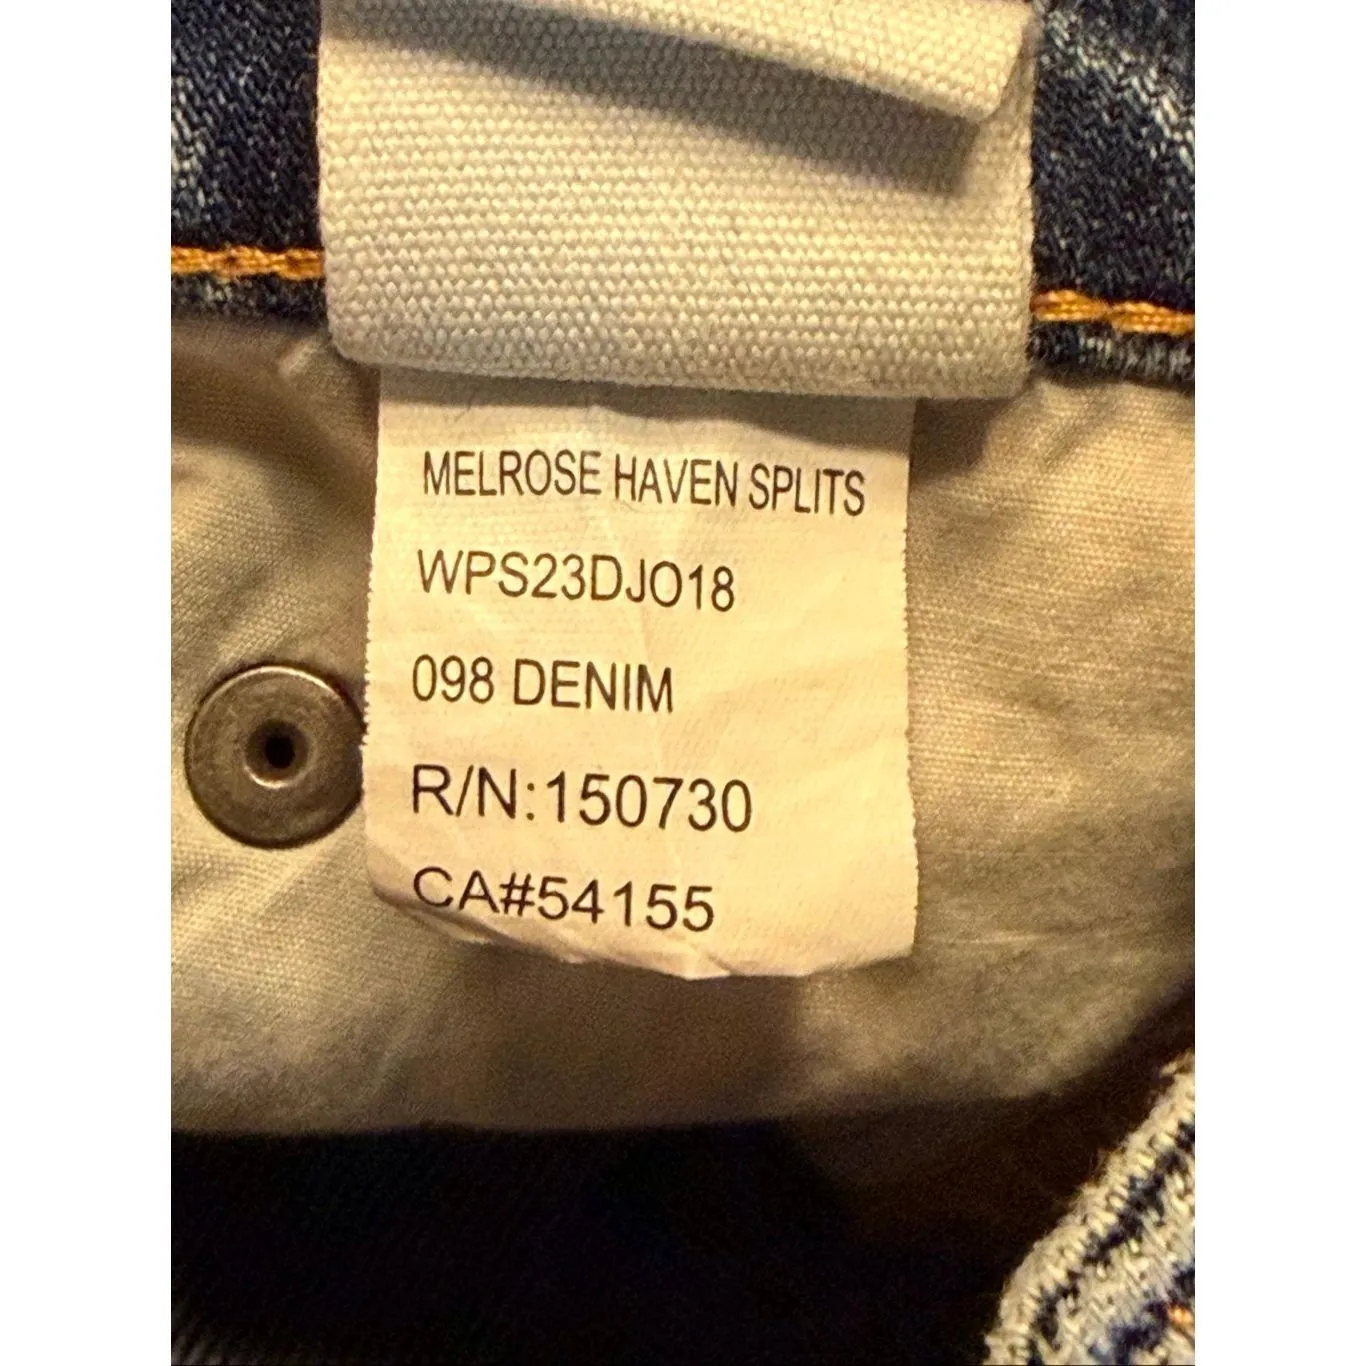 MELROSE HAVEN SPLITS
WPS23DJO18
098 DENIM
R/N:150730
CA#54155